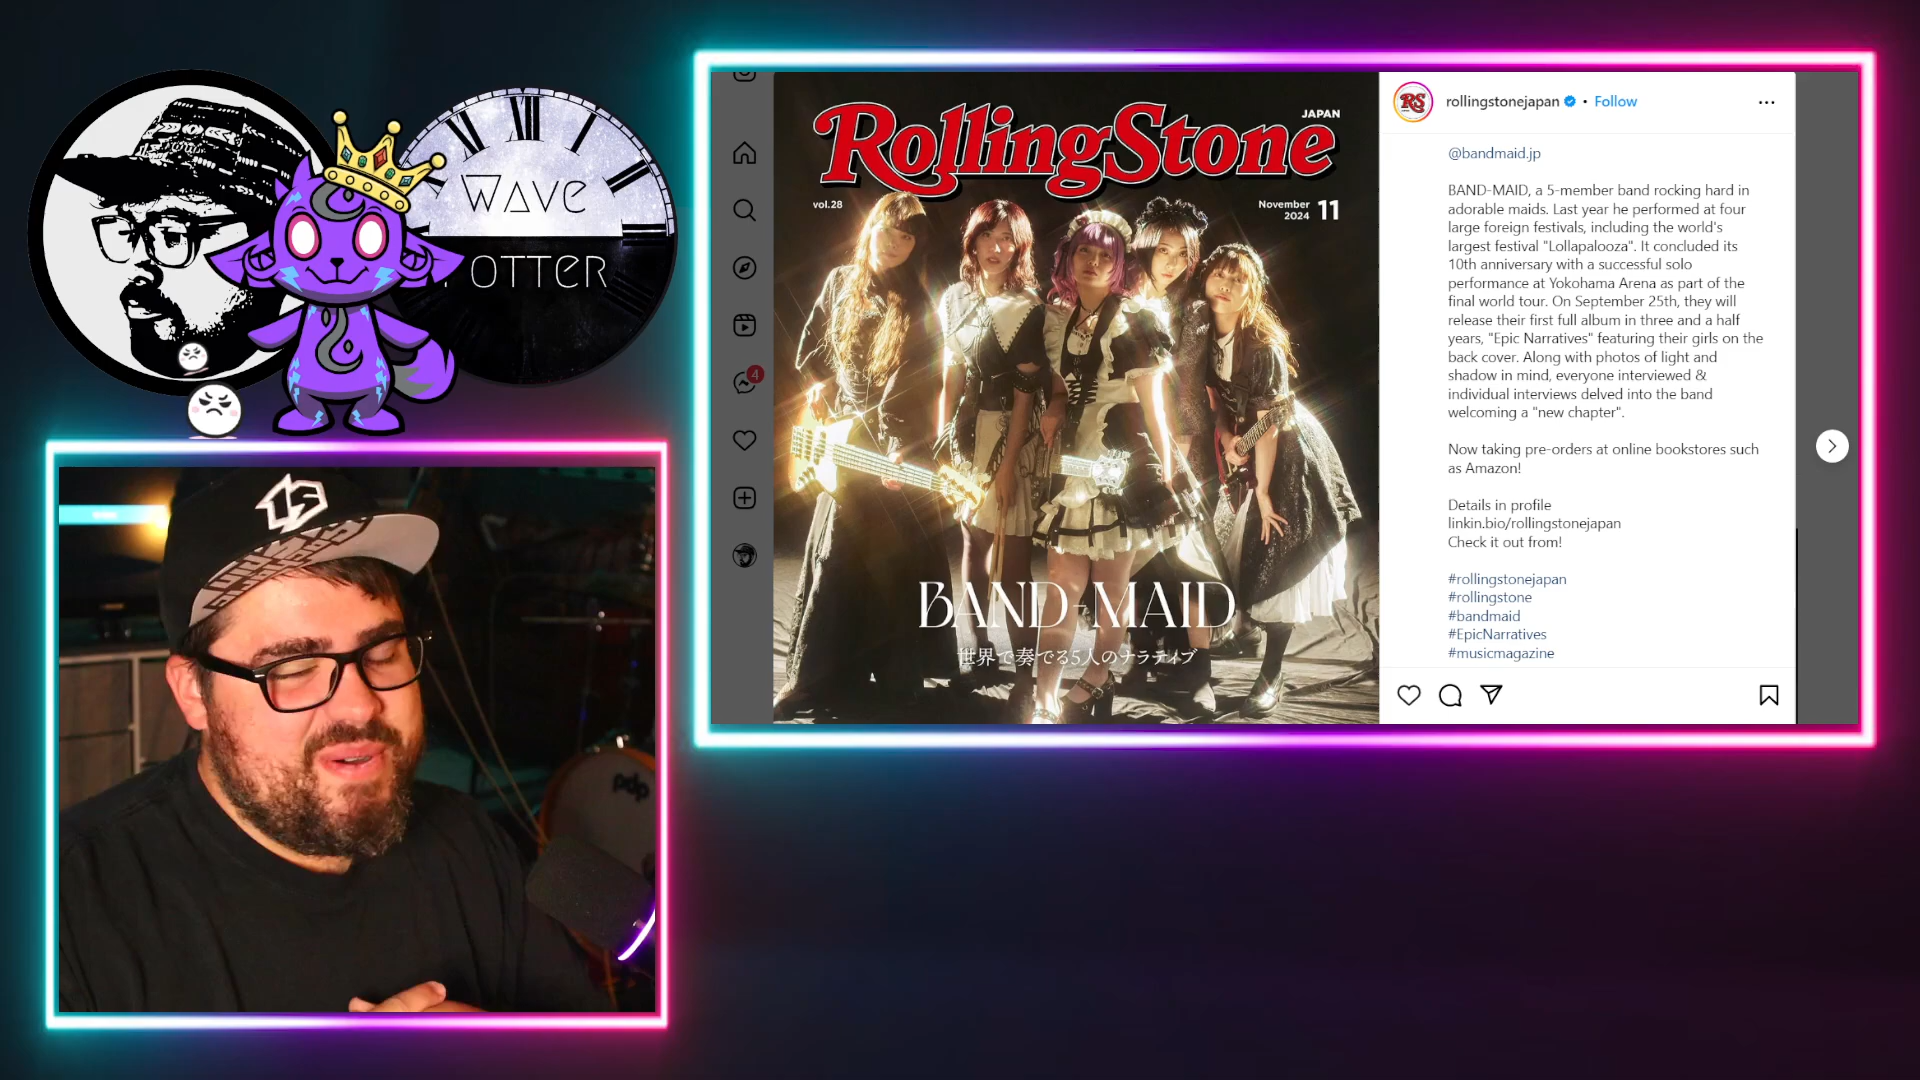 WAVE
OTTER
RollingStone
JAPAN
vol.28
November
2024
11
BAND-MAID
世界で奏でる5人のナラティブ
4
RS
rollingstonejapan • Follow
@bandmaid.jp
BAND-MAID, a 5-member band rocking hard in
adorable maids. Last year he performed at four
large foreign festivals, including the world's
largest festival "Lollapalooza". It concluded its
10th anniversary with a successful solo
performance at Yokohama Arena as part of the
final world tour. On September 25th, they will
release their first full album in three and a half
years, "Epic Narratives" featuring their girls on the
back cover. Along with photos of light and
shadow in mind, everyone interviewed &
individual interviews delved into the band
welcoming a "new chapter".
Now taking pre-orders at online bookstores such
as Amazon!
Details in profile
linkin.bio/rollingstonejapan
Check it out from!
#rollingstonejapan
#rollingstone
#bandmaid
#EpicNarratives
#musicmagazine
pdp